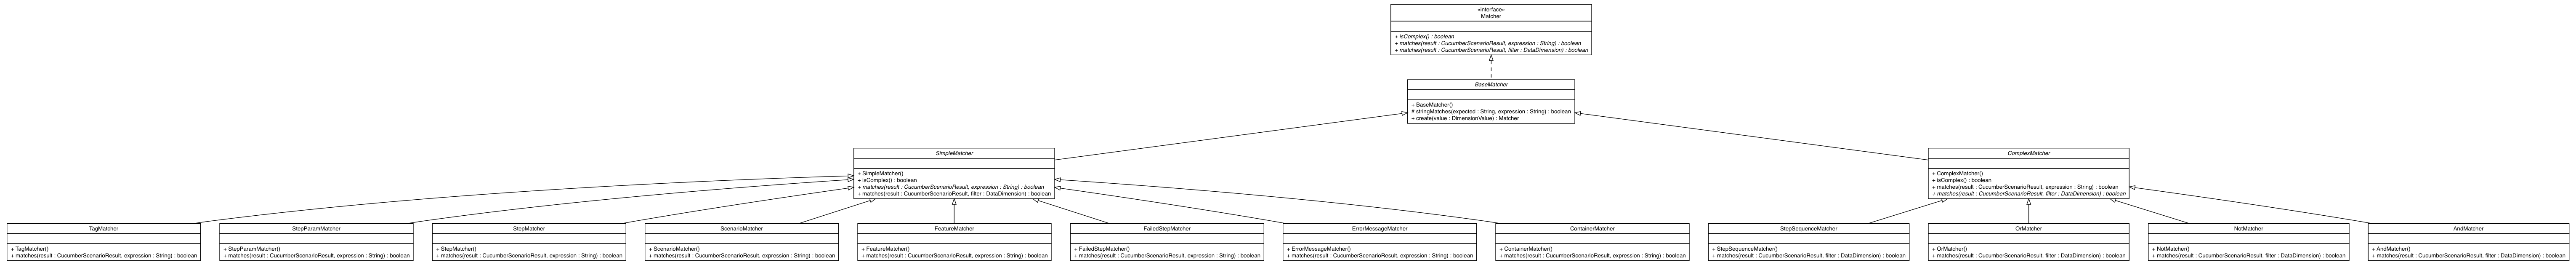 «interface»
Matcher
+ isComplex() : boolean
+ matches(result : CucumberScenarioResult, expression : String) : boolean
+ matches(result : CucumberScenarioResult, filter : DataDimension) : boolean
BaseMatcher
+ BaseMatcher()
# stringMatches(expected : String, expression : String) : boolean
+ create(value : DimensionValue) : Matcher
SimpleMatcher
+ SimpleMatcher()
+ isComplex() : boolean
+ matches(result : CucumberScenarioResult, expression : String) : boolean
+ matches(result : CucumberScenarioResult, filter : DataDimension) : boolean
ComplexMatcher
+ ComplexMatcher()
+ isComplex() : boolean
+ matches(result : CucumberScenarioResult, expression : String) : boolean
+ matches(result : CucumberScenarioResult, filter : DataDimension) : boolean
TagMatcher
+ TagMatcher()
+ matches(result : CucumberScenarioResult, expression : String) : boolean
StepParamMatcher
+ StepParamMatcher()
+ matches(result : CucumberScenarioResult, expression : String) : boolean
StepMatcher
+ StepMatcher()
+ matches(result : CucumberScenarioResult, expression : String) : boolean
ScenarioMatcher
+ ScenarioMatcher()
+ matches(result : CucumberScenarioResult, expression : String) : boolean
FeatureMatcher
+ FeatureMatcher()
+ matches(result : CucumberScenarioResult, expression : String) : boolean
FailedStepMatcher
+ FailedStepMatcher()
+ matches(result : CucumberScenarioResult, expression : String) : boolean
ErrorMessageMatcher
+ ErrorMessageMatcher()
+ matches(result : CucumberScenarioResult, expression : String) : boolean
ContainerMatcher
+ ContainerMatcher()
+ matches(result : CucumberScenarioResult, expression : String) : boolean
StepSequenceMatcher
+ StepSequenceMatcher()
+ matches(result : CucumberScenarioResult, filter : DataDimension) : boolean
OrMatcher
+ OrMatcher()
+ matches(result : CucumberScenarioResult, filter : DataDimension) : boolean
NotMatcher
+ NotMatcher()
+ matches(result : CucumberScenarioResult, filter : DataDimension) : boolean
AndMatcher
+ AndMatcher()
+ matches(result : CucumberScenarioResult, filter : DataDimension) : boolean